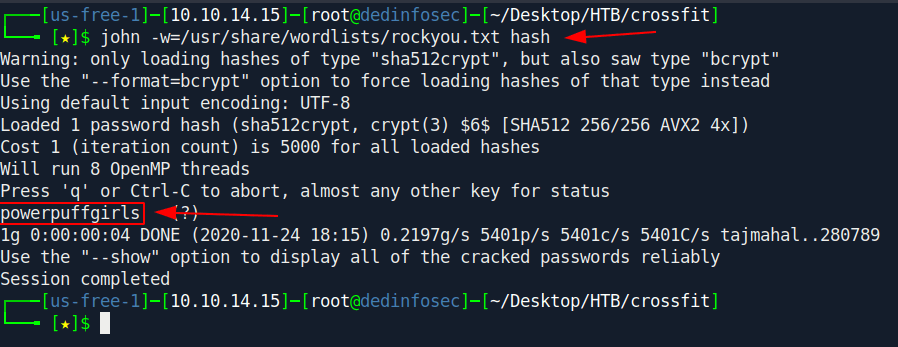 ┌──[us-free-1]─[10.10.14.15]─[root@dedinfosec]─[~/Desktop/HTB/crossfit]
└──╼ [★]$ john -w=/usr/share/wordlists/rockyou.txt hash
Warning: only loading hashes of type "sha512crypt", but also saw type "bcrypt"
Use the "--format=bcrypt" option to force loading hashes of that type instead
Using default input encoding: UTF-8
Loaded 1 password hash (sha512crypt, crypt(3) $6$ [SHA512 256/256 AVX2 4x])
Cost 1 (iteration count) is 5000 for all loaded hashes
Will run 8 OpenMP threads
Press 'q' or Ctrl-C to abort, almost any other key for status
powerpuffgirls   (?)
1g 0:00:00:04 DONE (2020-11-24 18:15) 0.2197g/s 5401p/s 5401c/s 5401C/s tajmahal..280789
Use the "--show" option to display all of the cracked passwords reliably
Session completed
┌──[us-free-1]─[10.10.14.15]─[root@dedinfosec]─[~/Desktop/HTB/crossfit]
└──╼ [★]$